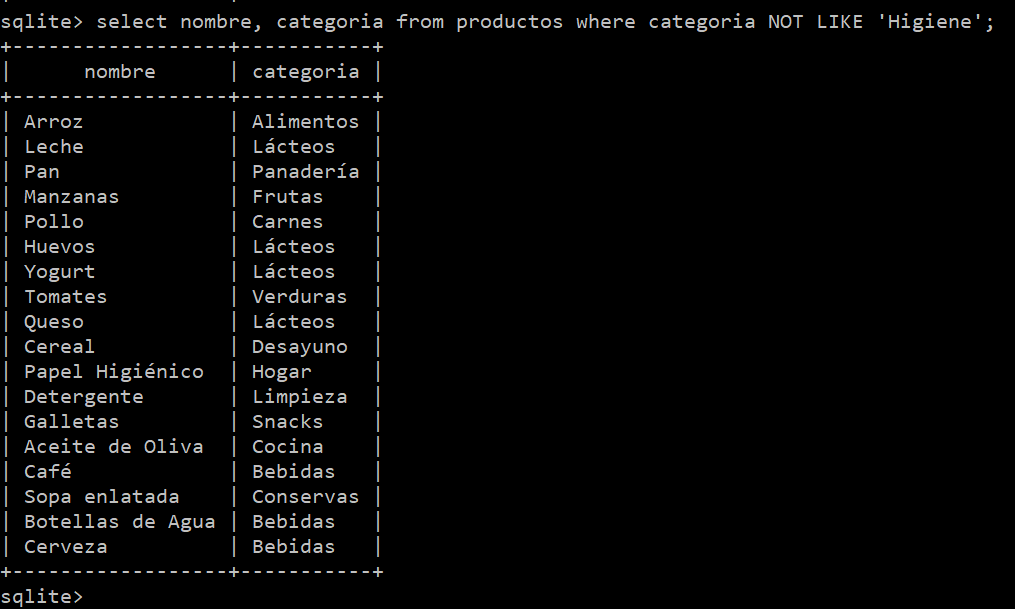 sqlite> select nombre, categoria from productos where categoria NOT LIKE 'Higiene';
+------------------+-----------+
|      nombre      | categoria |
+------------------+-----------+
| Arroz            | Alimentos |
| Leche            | Lácteos   |
| Pan              | Panadería |
| Manzanas         | Frutas    |
| Pollo            | Carnes    |
| Huevos           | Lácteos   |
| Yogurt           | Lácteos   |
| Tomates          | Verduras  |
| Queso            | Lácteos   |
| Cereal           | Desayuno  |
| Papel Higiénico  | Hogar     |
| Detergente       | Limpieza  |
| Galletas         | Snacks    |
| Aceite de Oliva  | Cocina    |
| Café             | Bebidas   |
| Sopa enlatada    | Conservas |
| Botellas de Agua | Bebidas   |
| Cerveza          | Bebidas   |
+------------------+-----------+
sqlite>